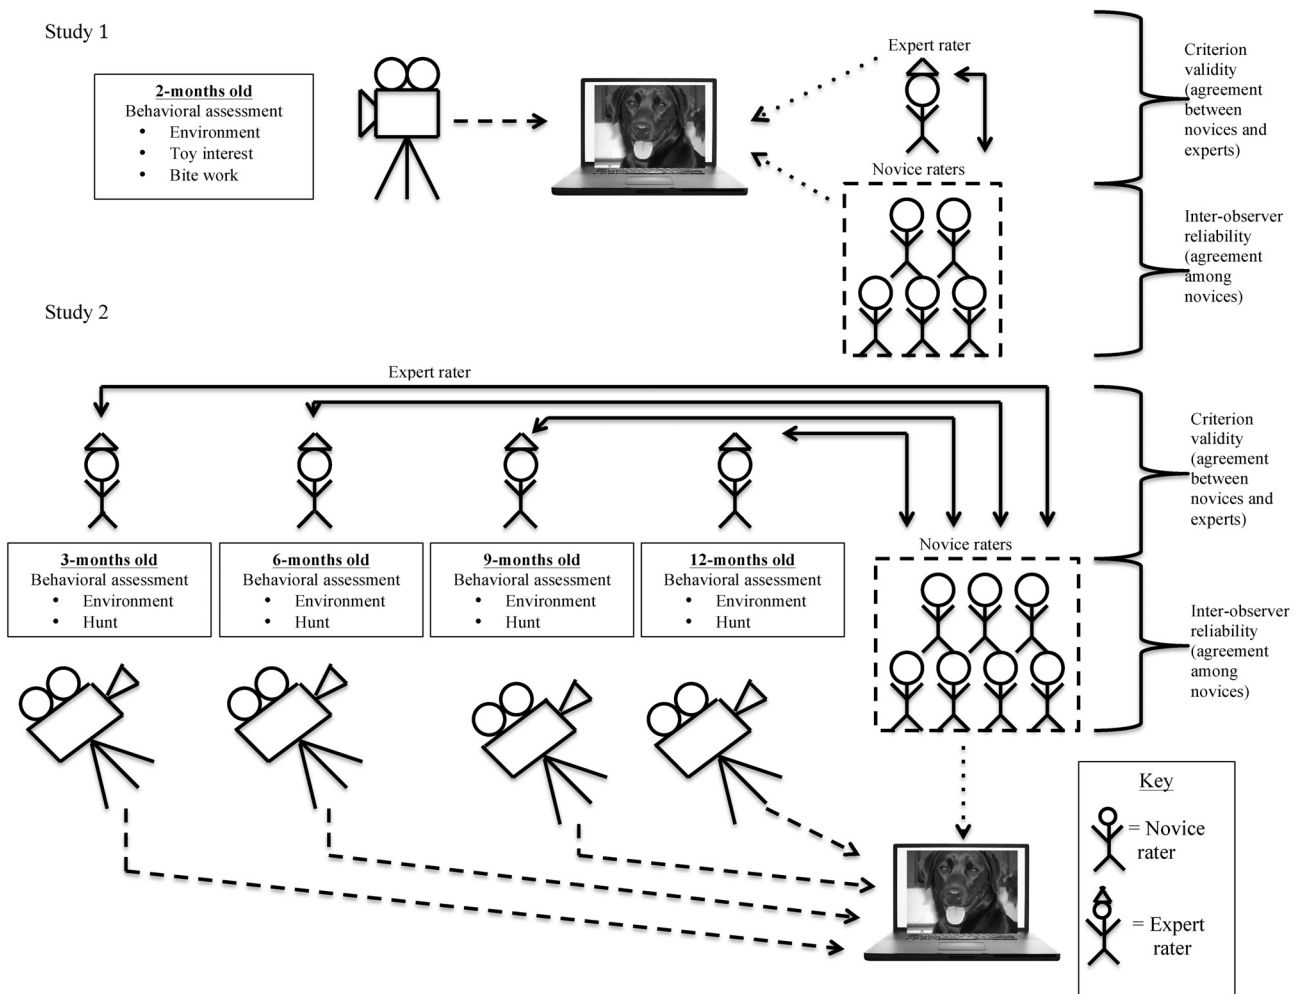 Study 1
2-months old
Behavioral assessment
• Environment
• Toy interest
• Bite work
Expert rater
Novice raters
Criterion
validity
(agreement
between
novices and
experts)
Inter-observer
reliability
(agreement
among
novices)
Study 2
Expert rater
3-months old
Behavioral assessment
• Environment
• Hunt
6-months old
Behavioral assessment
• Environment
• Hunt
9-months old
Behavioral assessment
• Environment
• Hunt
12-months old
Behavioral assessment
• Environment
• Hunt
Novice raters
Criterion
validity
(agreement
between
novices and
experts)
Inter-observer
reliability
(agreement
among
novices)
Key
= Novice
rater
= Expert
rater